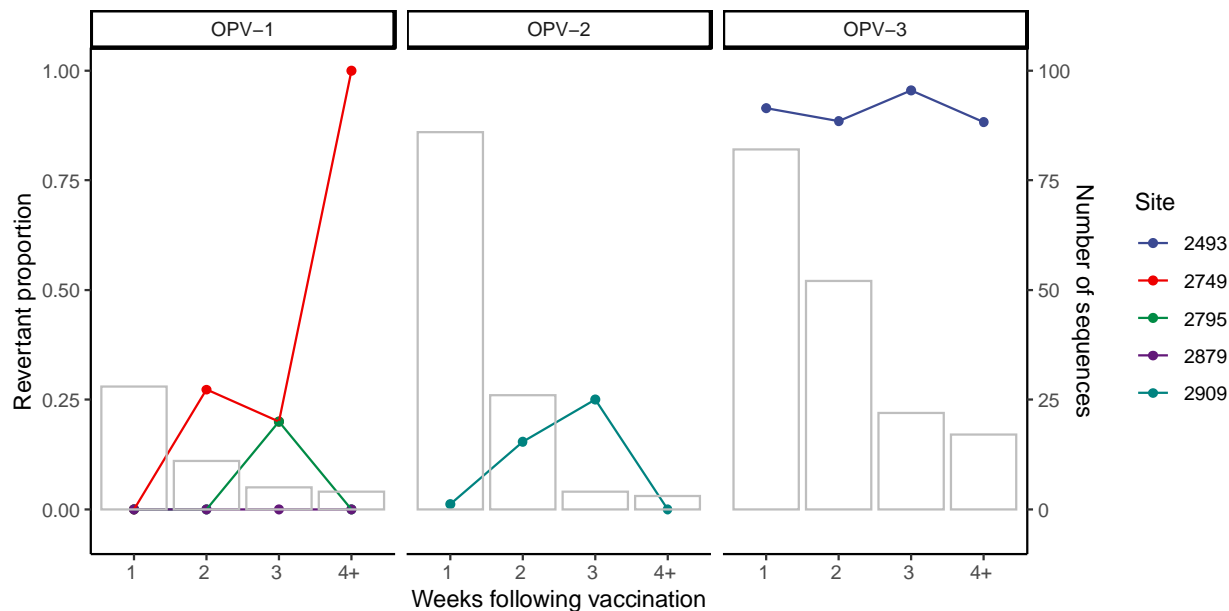 OPV−1
OPV−2
OPV−3
1.00
0.75
0.50
0.25
0.00
Revertant proportion
100
75
50
25
0
Number of sequences
1 2 3 4+
1 2 3 4+
1 2 3 4+
Weeks following vaccination
Site
2493
2749
2795
2879
2909